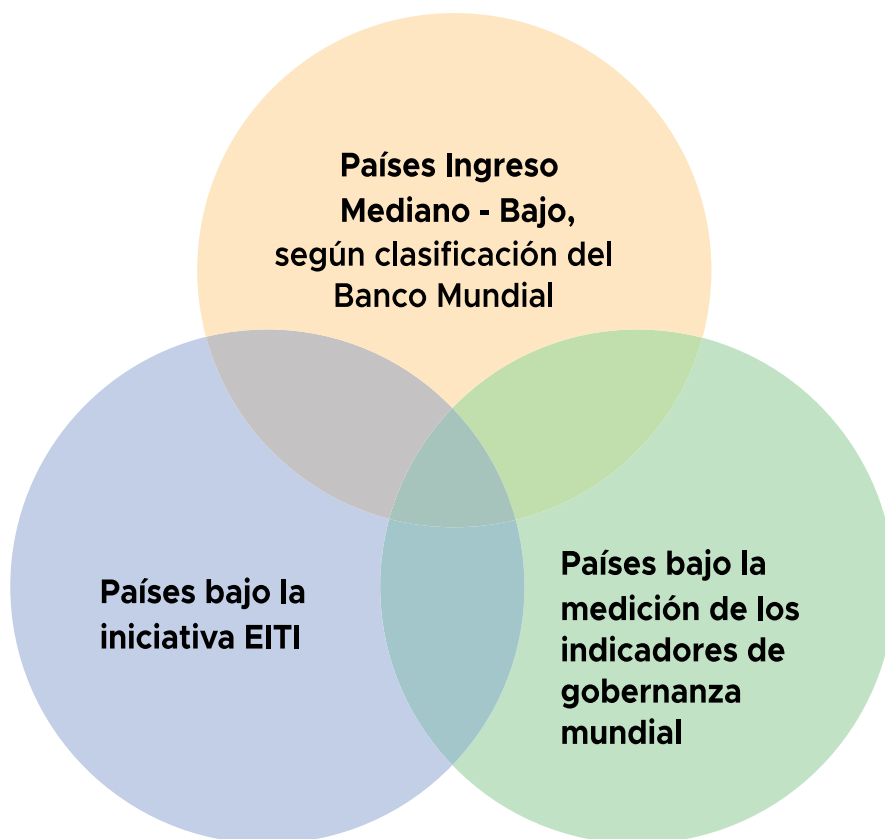 Países Ingreso
Mediano - Bajo,
según clasificación del
Banco Mundial
Países bajo la
iniciativa EITI
Países bajo la
medición de los
indicadores de
gobernanza
mundial